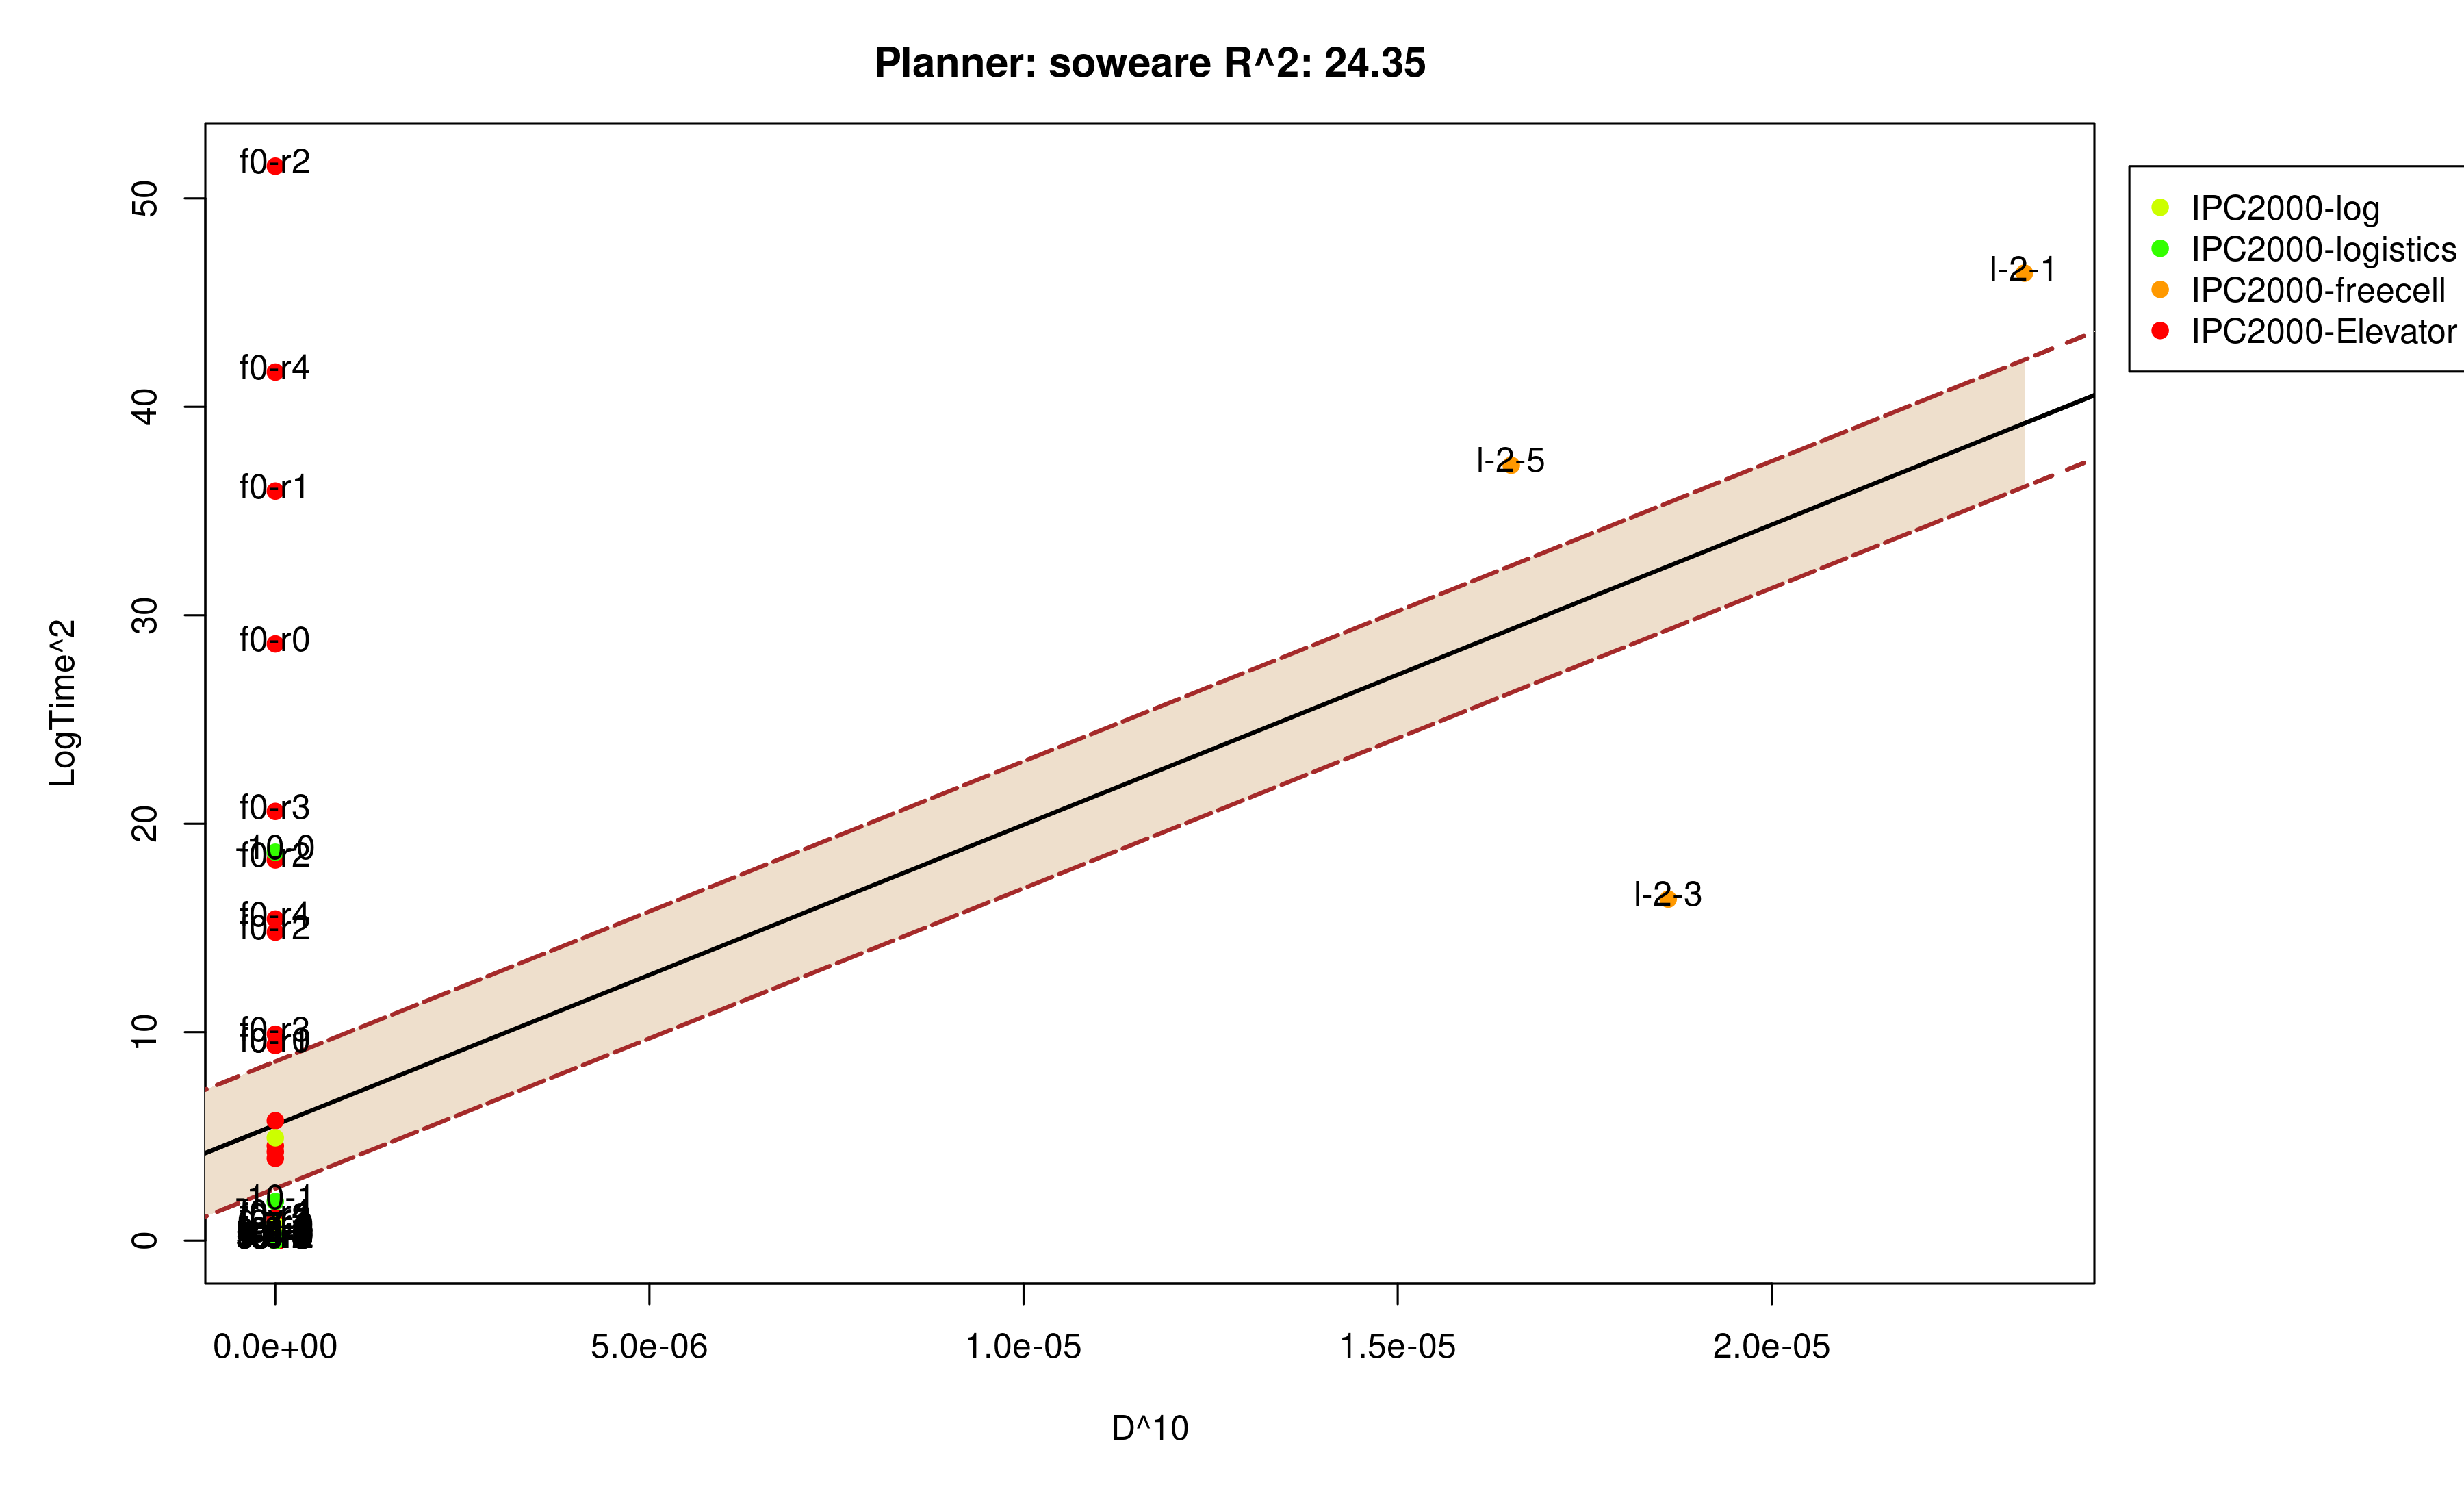 Planner: soweare R^2: 24.35
LogTime^2
50
40
30
20
10
0
f0-r2
f0-r4
f0-r1
f0-r0
f0-r3
-10-0
f0-r2
f0-r4
f0-r2
f0-r3
-10-1
l-2-1
l-2-5
l-2-3
0.0e+00
5.0e-06
1.0e-05
1.5e-05
2.0e-05
D^10
IPC2000-log
IPC2000-logistics
IPC2000-freecell
IPC2000-Elevator